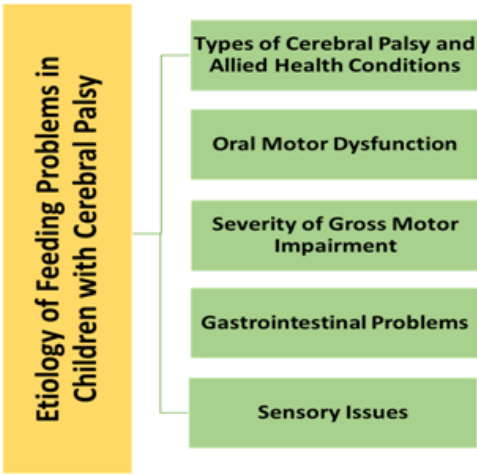 Etiology of Feeding Problems in
Children with Cerebral Palsy
Types of Cerebral Palsy and
Allied Health Conditions
Oral Motor Dysfunction
Severity of Gross Motor
Impairment
Gastrointestinal Problems
Sensory Issues